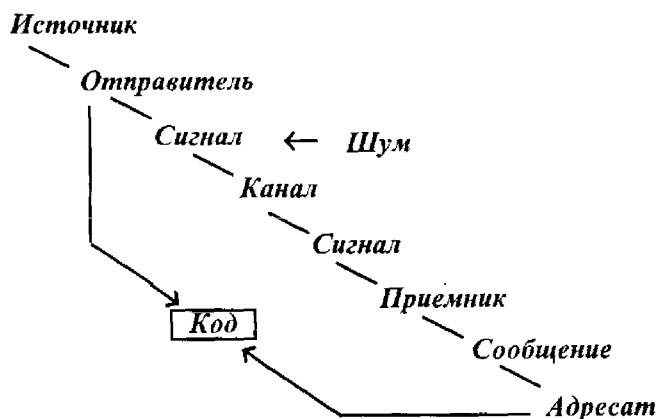 Источник
Отправитель
Сигнал ← Шум
Канал
Сигнал
Приемник
Код
Сообщение
Адресат